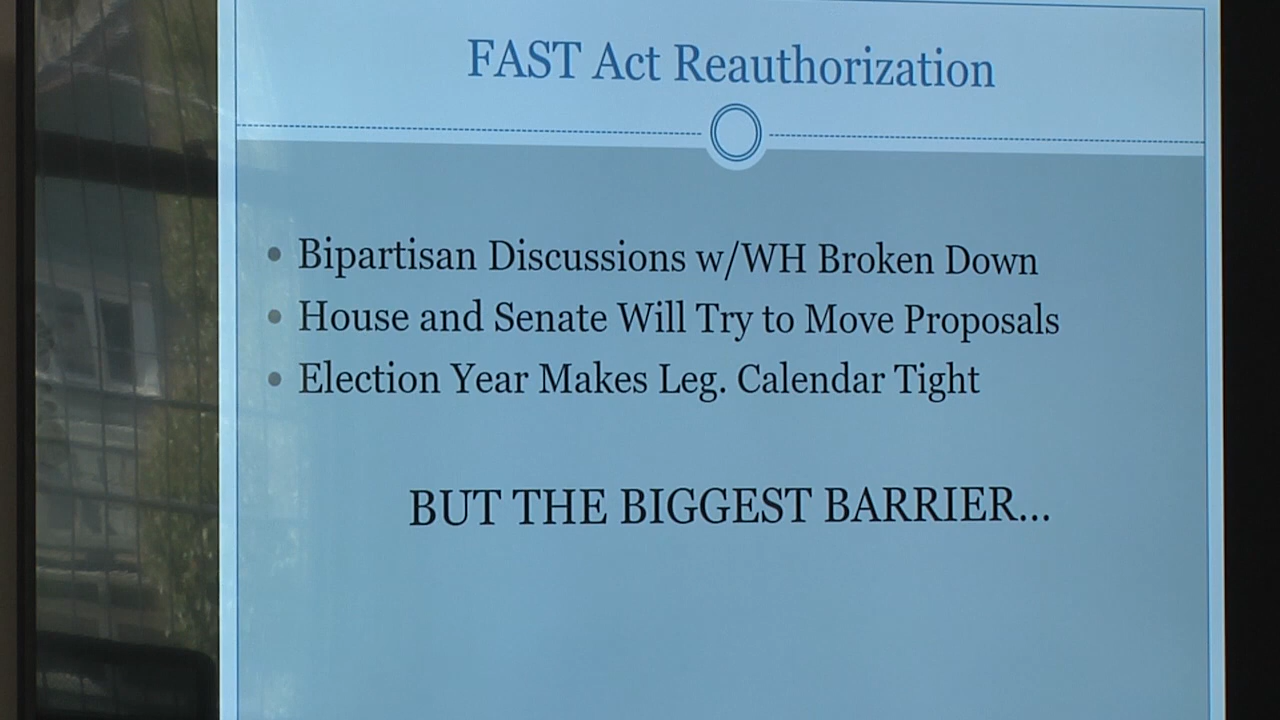 FAST Act Reauthorization
• Bipartisan Discussions w/WH Broken Down
• House and Senate Will Try to Move Proposals
• Election Year Makes Leg. Calendar Tight
BUT THE BIGGEST BARRIER...